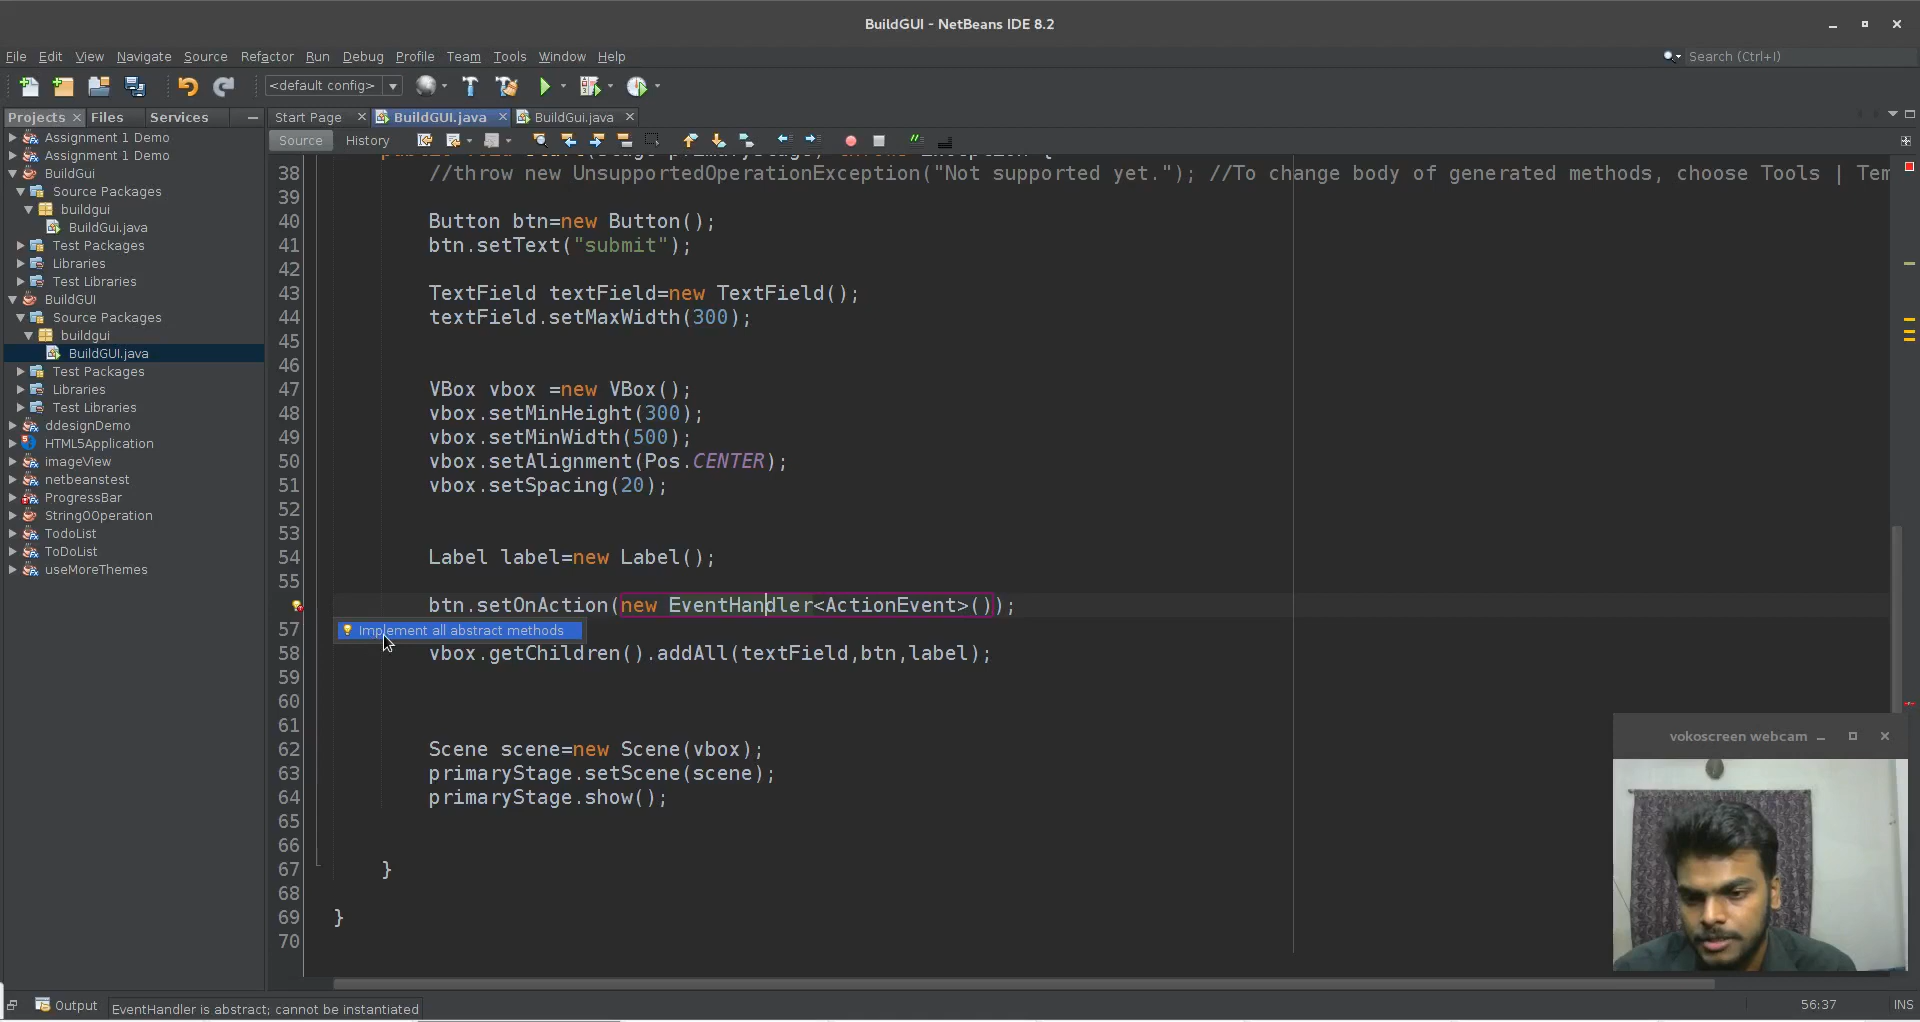 BuildGUI - NetBeans IDE 8.2
File Edit View Navigate Source Refactor Run Debug Profile Team Tools Window Help
Search (Ctrl+I)
<default config>
Projects Files Services
Start Page BuildGUI.java BuildGui.java
Source History
Assignment 1 Demo
Assignment 1 Demo
BuildGui
Source Packages
buildgui
BuildGui.java
Test Packages
Libraries
Test Libraries
BuildGUI
Source Packages
buildgui
BuildGUI.java
Test Packages
Libraries
Test Libraries
ddesignDemo
HTML5Application
imageView
netbeanstest
ProgressBar
StringOOperation
TodoList
ToDoList
useMoreThemes
38 //throw new UnsupportedOperationException("Not supported yet."); //To change body of generated methods, choose Tools | Tem
39
40 Button btn=new Button();
41 btn.setText("submit");
42
43 TextField textField=new TextField();
44 textField.setMaxWidth(300);
45
46
47 VBox vbox =new VBox();
48 vbox.setMinHeight(300);
49 vbox.setMinWidth(500);
50 vbox.setAlignment(Pos.CENTER);
51 vbox.setSpacing(20);
52
53
54 Label label=new Label();
55
btn.setOnAction(new EventHandler<ActionEvent>());
57 Implement all abstract methods
58 vbox.getChildren().addAll(textField,btn,label);
59
60
61
62 Scene scene=new Scene(vbox);
63 primaryStage.setScene(scene);
64 primaryStage.show();
65
66
67 }
68
69 }
70
vokoscreen webcam
Output EventHandler is abstract; cannot be instantiated
56:37 INS